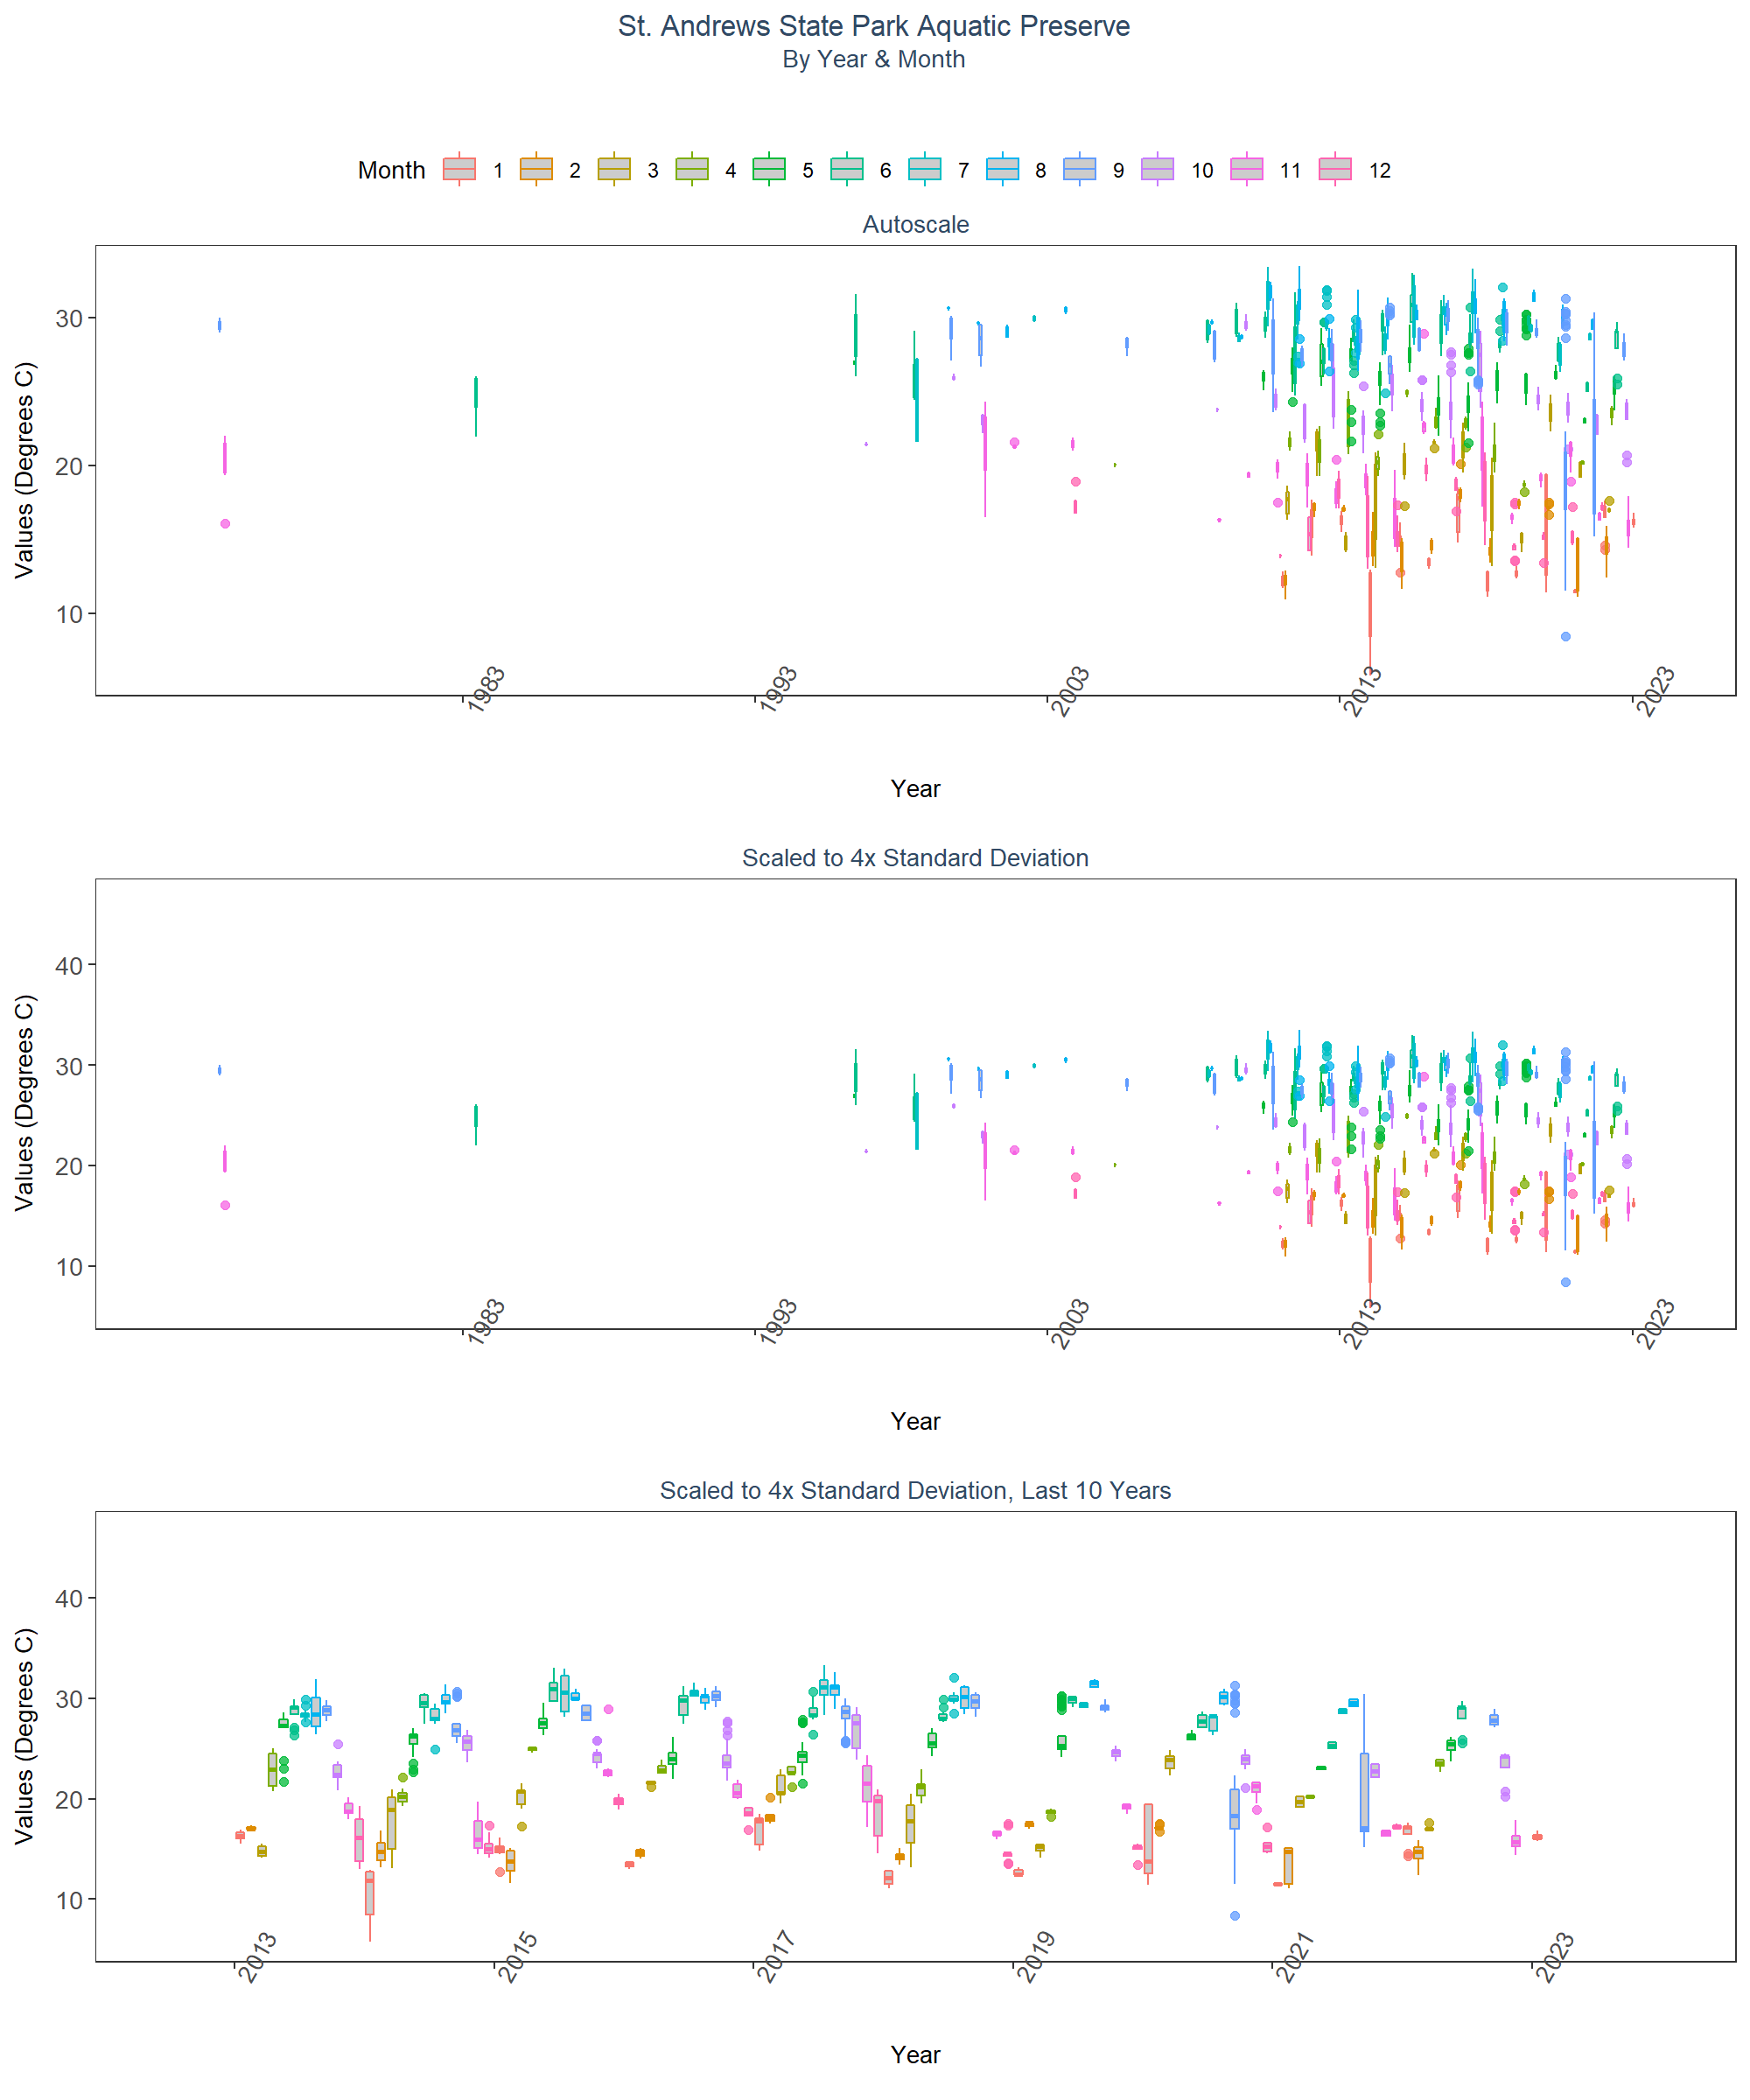 St. Andrews State Park Aquatic Preserve
By Year & Month
Month 1 2 3 4 5 6 7 8 9 10 11 12
Autoscale
Values (Degrees C)
30
20
10
1983 1993 2003 2013 2023
Year
Scaled to 4x Standard Deviation
Values (Degrees C)
40
30
20
10
1983 1993 2003 2013 2023
Year
Scaled to 4x Standard Deviation, Last 10 Years
Values (Degrees C)
40
30
20
10
2013 2015 2017 2019 2021 2023
Year